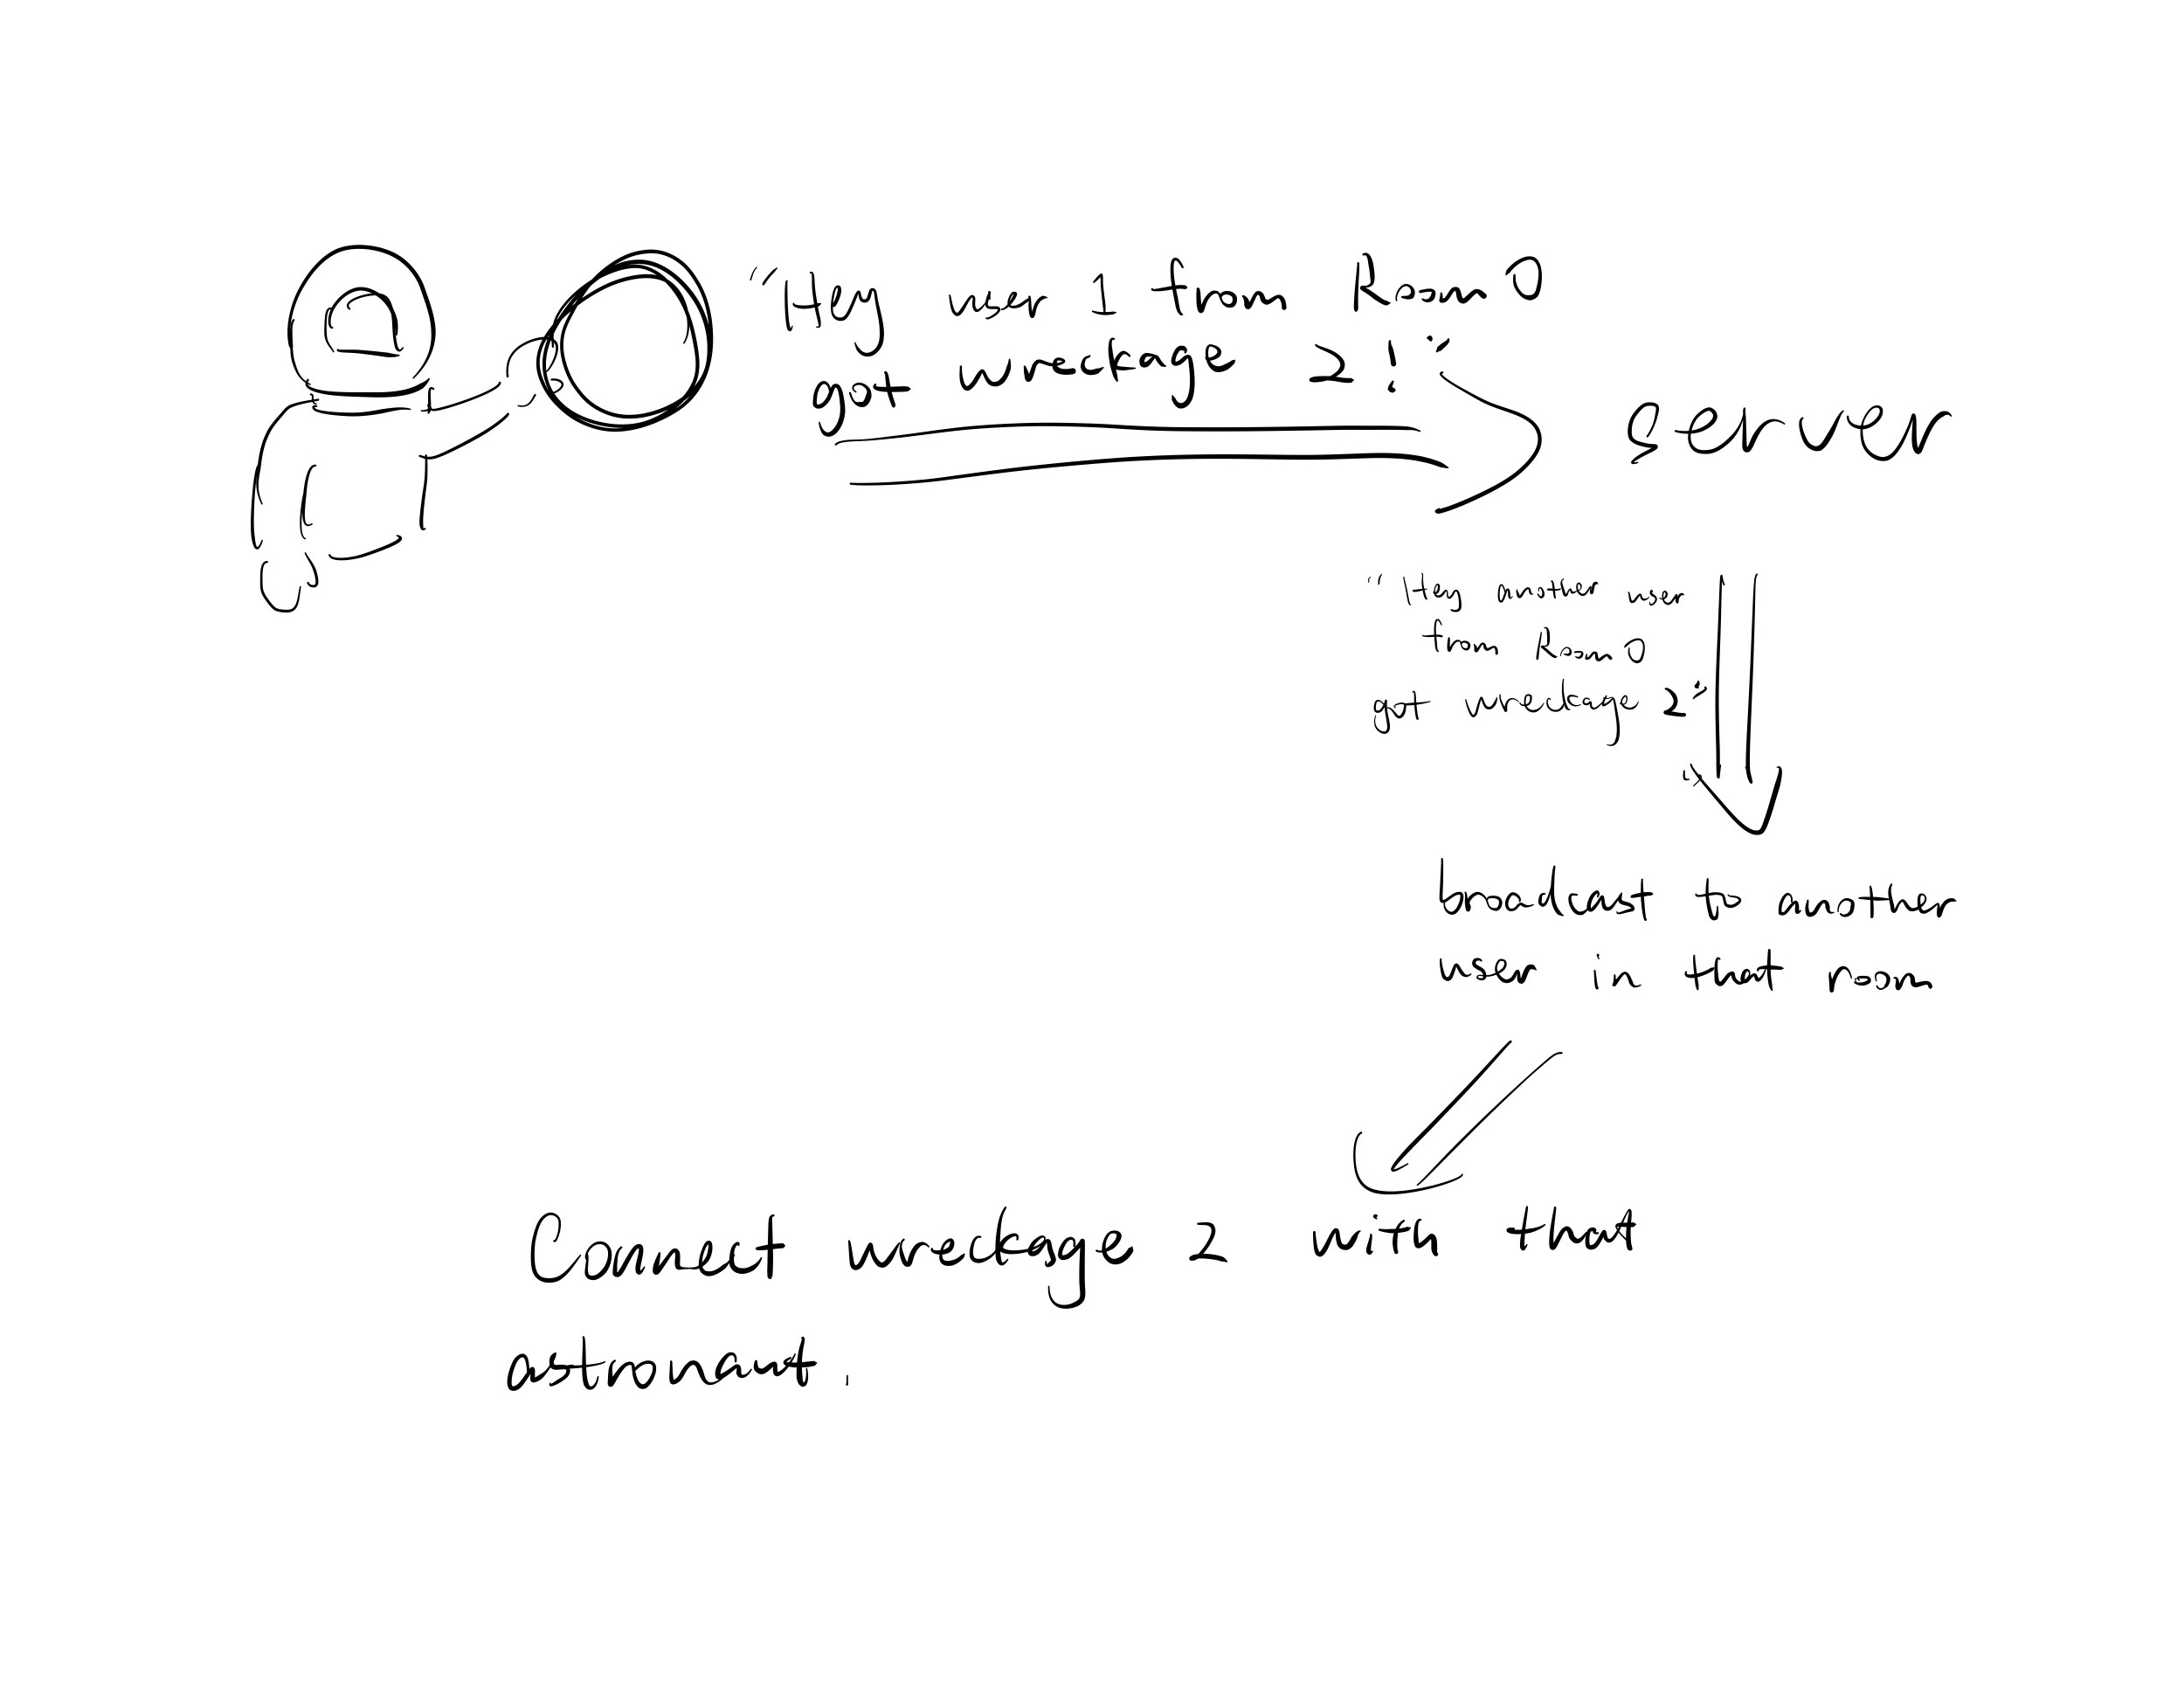 "Hey user 1 from Room 0
got wreckage 2!"
server
"Hey another user
from Room 0
got wreckage 2"
broadcast to another
user in that room
Connect wreckage 2 with that
astronaut.